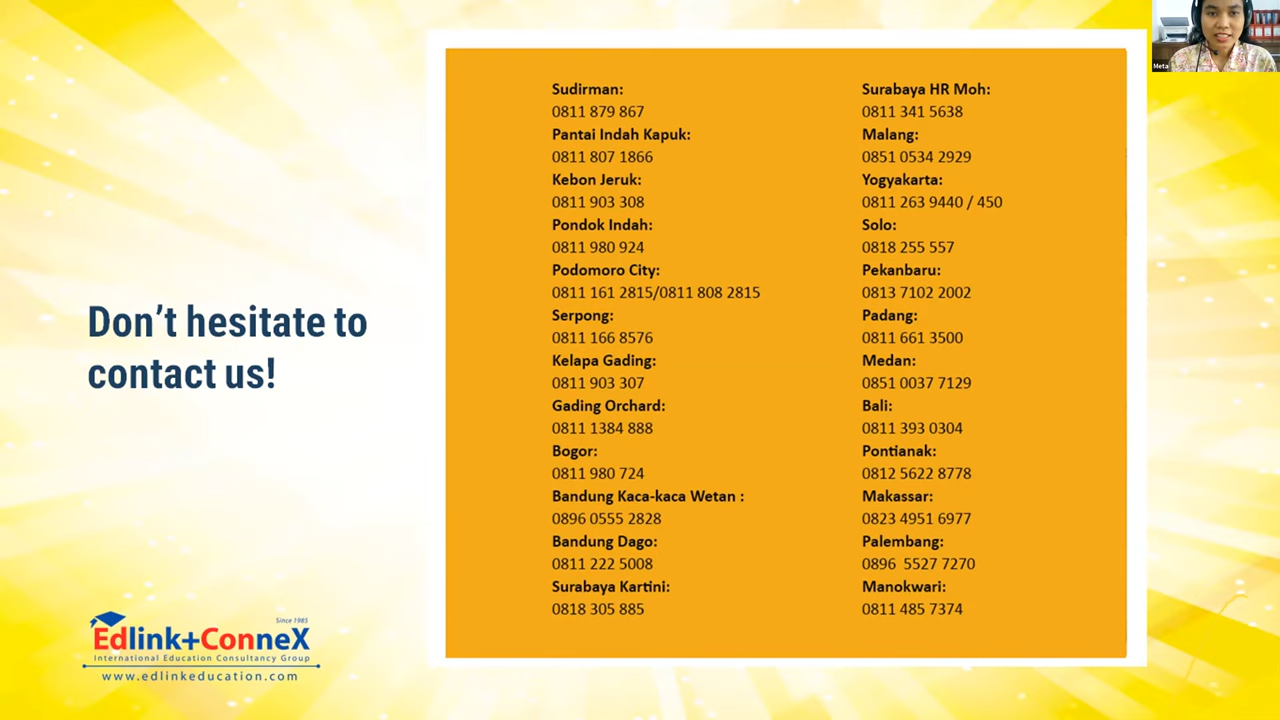 Don't hesitate to
contact us!
Since 1985
Edlink+ConneX
International Education Consultancy Group
www.edlinkeducation.com
Sudirman:
0811 879 867
Pantai Indah Kapuk:
0811 807 1866
Kebon Jeruk:
0811 903 308
Pondok Indah:
0811 980 924
Podomoro City:
0811 161 2815/0811 808 2815
Serpong:
0811 166 8576
Kelapa Gading:
0811 903 307
Gading Orchard:
0811 1384 888
Bogor:
0811 980 724
Bandung Kaca-kaca Wetan :
0896 0555 2828
Bandung Dago:
0811 222 5008
Surabaya Kartini:
0818 305 885
Surabaya HR Moh:
0811 341 5638
Malang:
0851 0534 2929
Yogyakarta:
0811 263 9440 / 450
Solo:
0818 255 557
Pekanbaru:
0813 7102 2002
Padang:
0811 661 3500
Medan:
0851 0037 7129
Bali:
0811 393 0304
Pontianak:
0812 5622 8778
Makassar:
0823 4951 6977
Palembang:
0896  5527 7270
Manokwari:
0811 485 7374
Meta